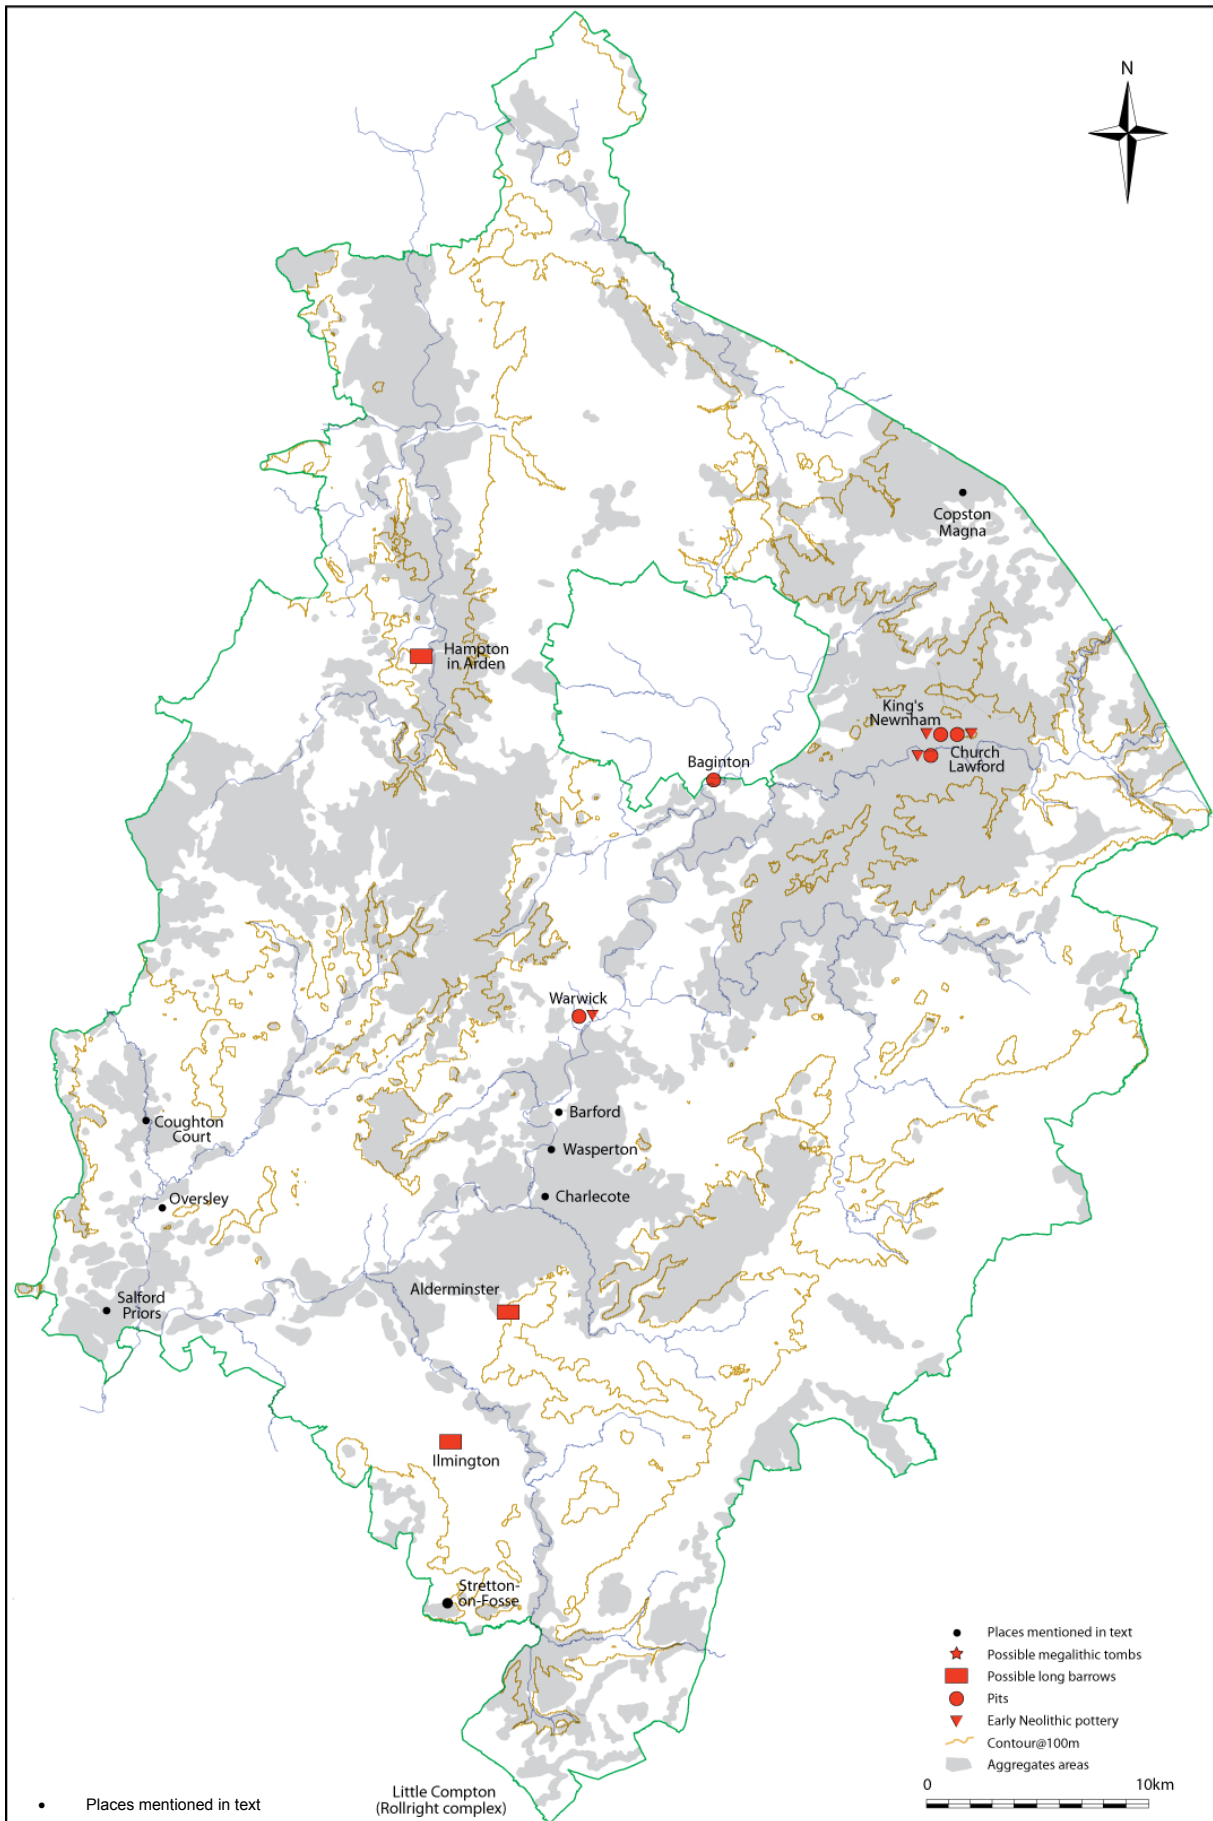 N
Copston
Magna
Hampton
in Arden
King's
Newnham
Church
Lawford
Baginton
Warwick
Barford
Coughton
Court
Wasperton
Charlecote
Oversley
Alderminster
Salford
Priors
Ilmington
Stretton-
on-Fosse
Places mentioned in text
Possible megalithic tombs
Possible long barrows
Pits
Early Neolithic pottery
Contour@100m
Aggregates areas
0 10km
Little Compton
(Rollright complex)
Places mentioned in text